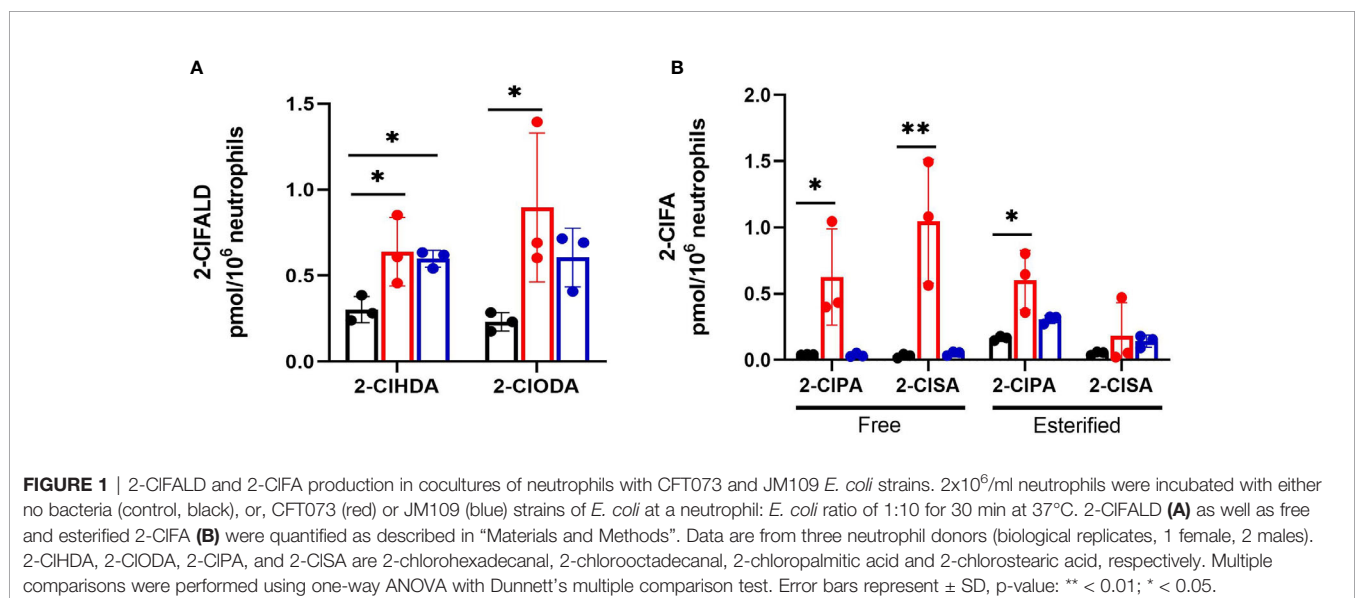 A
2-ClFALD
pmol/10⁶ neutrophils
1.5
1.0
0.5
0.0
*
*
*
2-ClHDA
2-ClODA
B
2-ClFA
pmol/10⁶ neutrophils
2.0
1.5
1.0
0.5
0.0
*
**
*
2-ClPA
2-ClSA
2-ClPA
2-ClSA
Free
Esterified
FIGURE 1 | 2-ClFALD and 2-ClFA production in cocultures of neutrophils with CFT073 and JM109 E. coli strains. 2x10⁶/ml neutrophils were incubated with either
no bacteria (control, black), or, CFT073 (red) or JM109 (blue) strains of E. coli at a neutrophil: E. coli ratio of 1:10 for 30 min at 37°C. 2-ClFALD (A) as well as free
and esterified 2-ClFA (B) were quantified as described in “Materials and Methods”. Data are from three neutrophil donors (biological replicates, 1 female, 2 males).
2-ClHDA, 2-ClODA, 2-ClPA, and 2-ClSA are 2-chlorohexadecanal, 2-chlorooctadecanal, 2-chloropalmitic acid and 2-chlorostearic acid, respectively. Multiple
comparisons were performed using one-way ANOVA with Dunnett’s multiple comparison test. Error bars represent ± SD, p-value: ** < 0.01; * < 0.05.